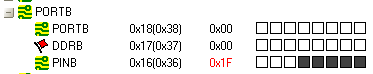 PORTB
PORTB 0x18(0x38) 0x00
DDRB 0x17(0x37) 0x00
PINB 0x16(0x36) 0x1F